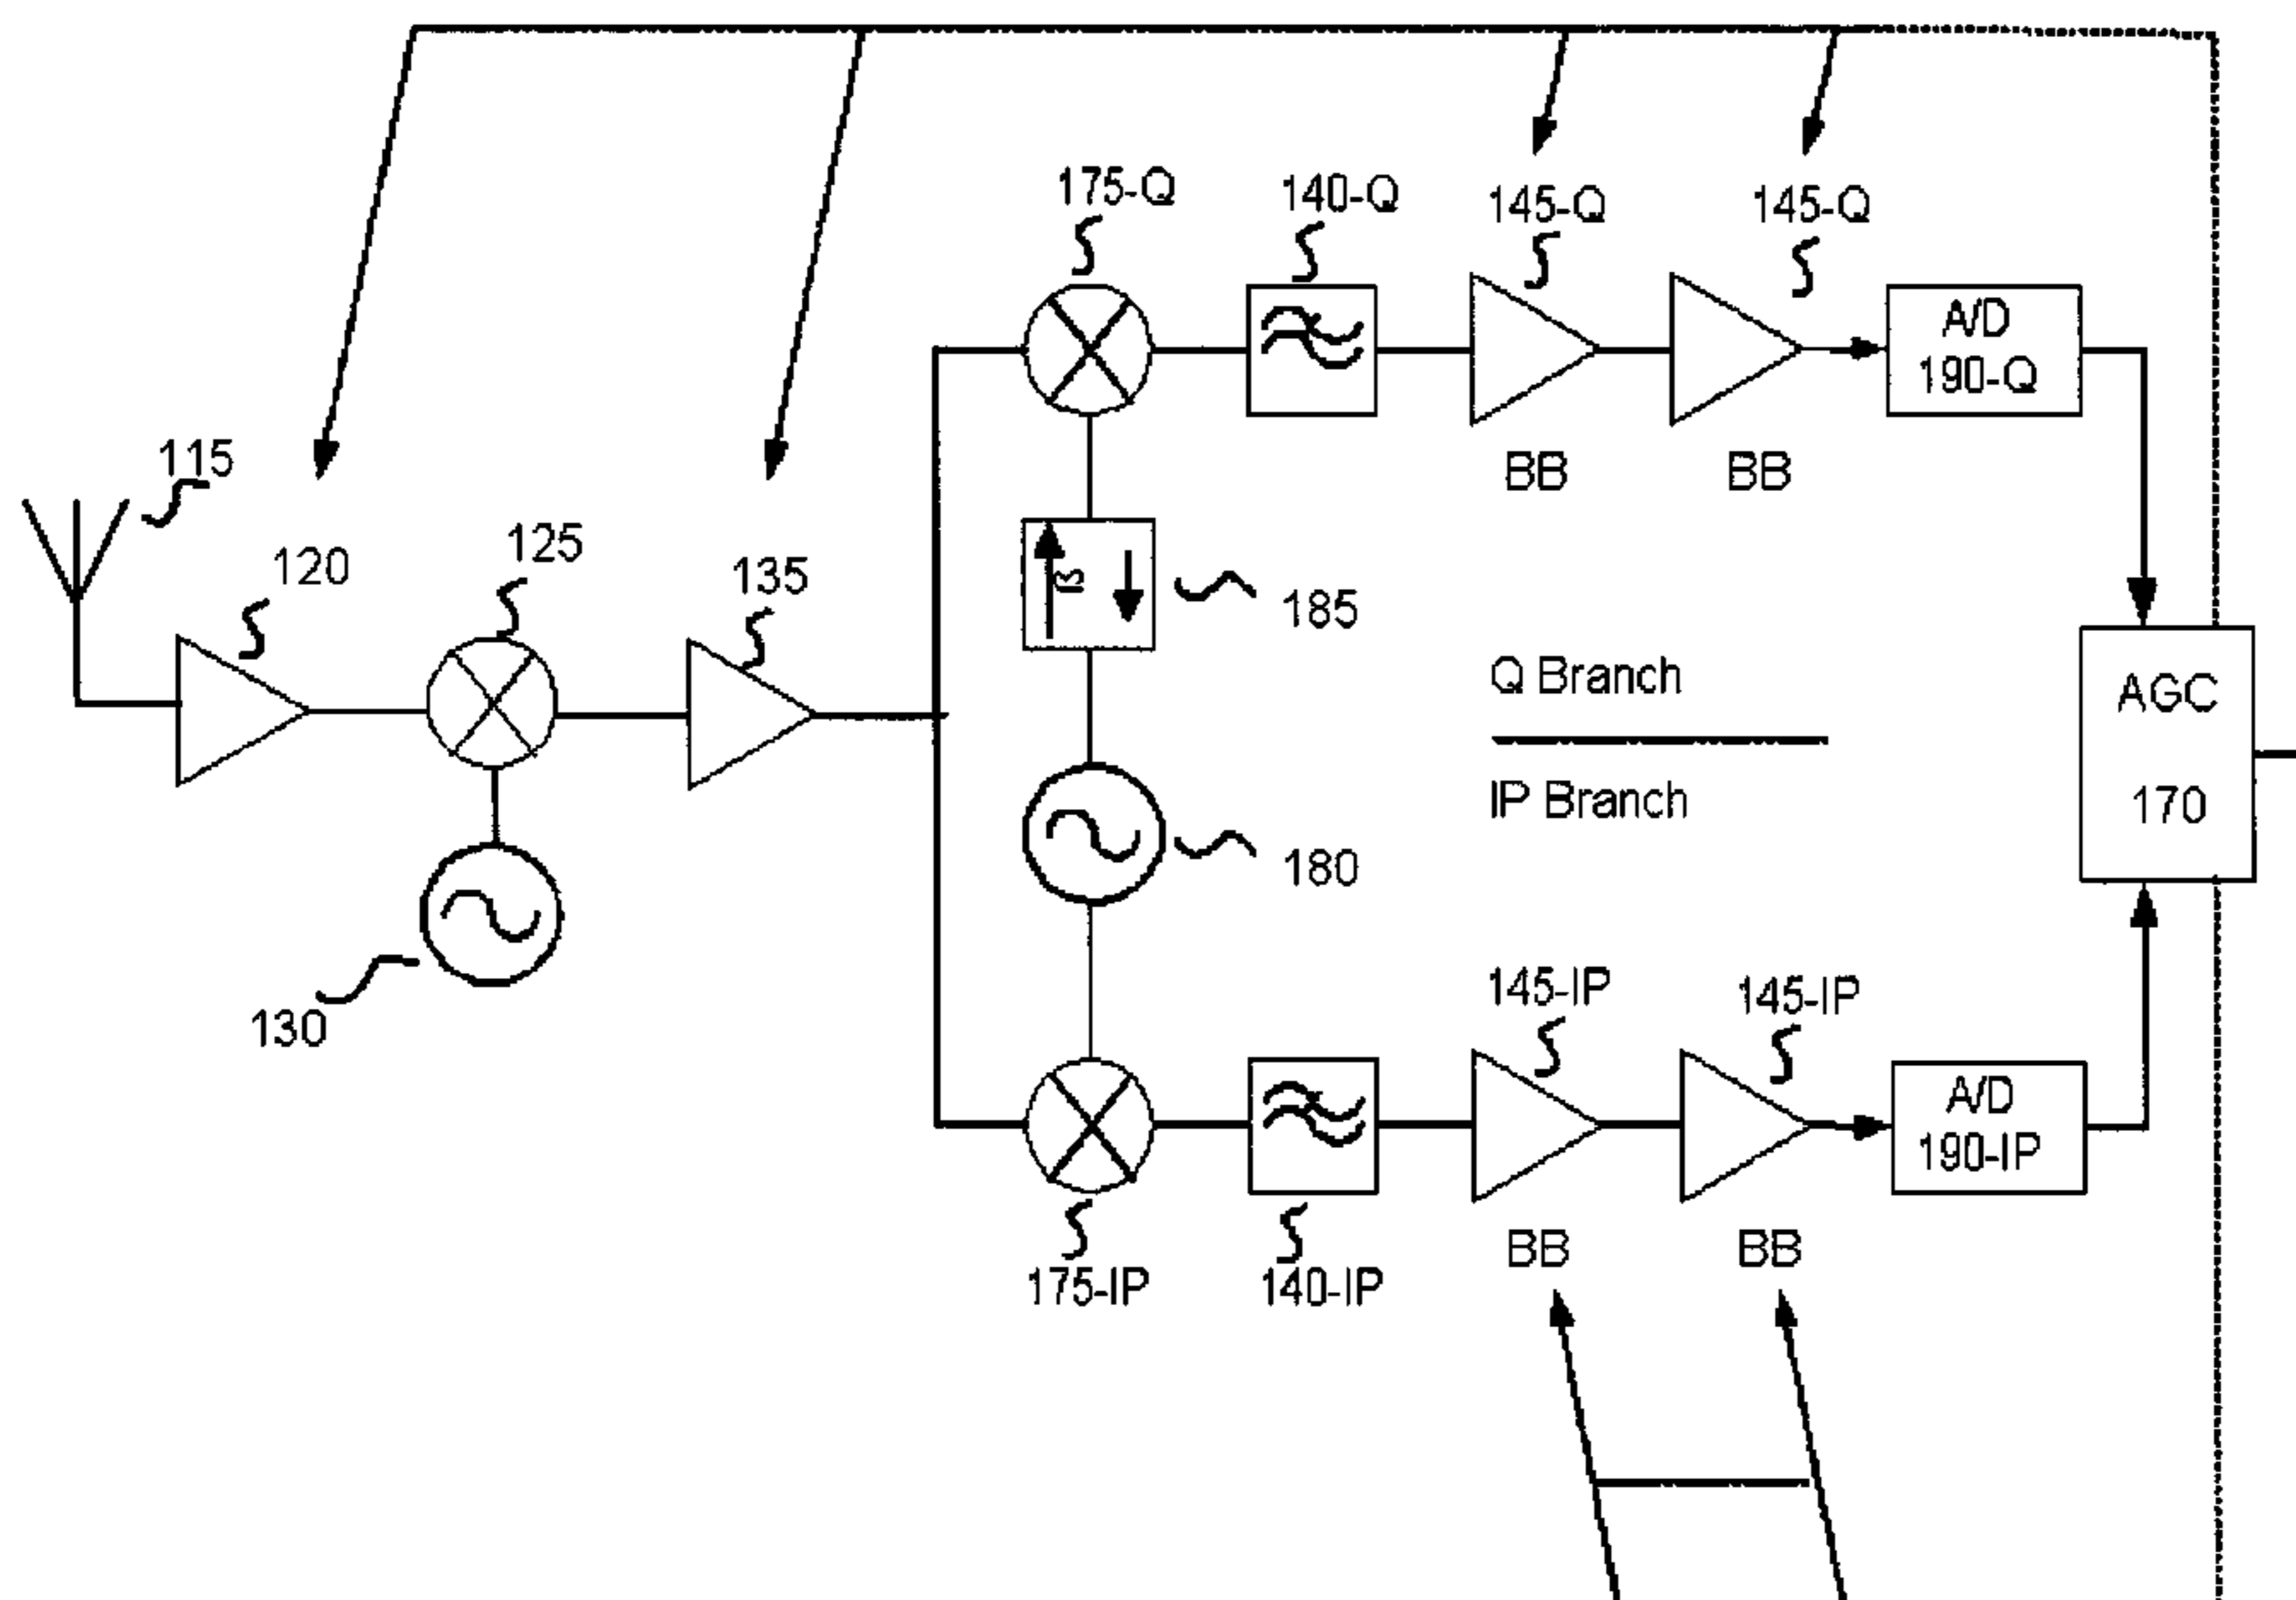 175-Q
140-Q
145-Q
145-Q
A/D
190-Q
BB
BB
115
120
125
135
185
Q Branch
IP Branch
AGC
170
180
130
145-IP
145-IP
A/D
190-IP
BB
BB
175-IP
140-IP